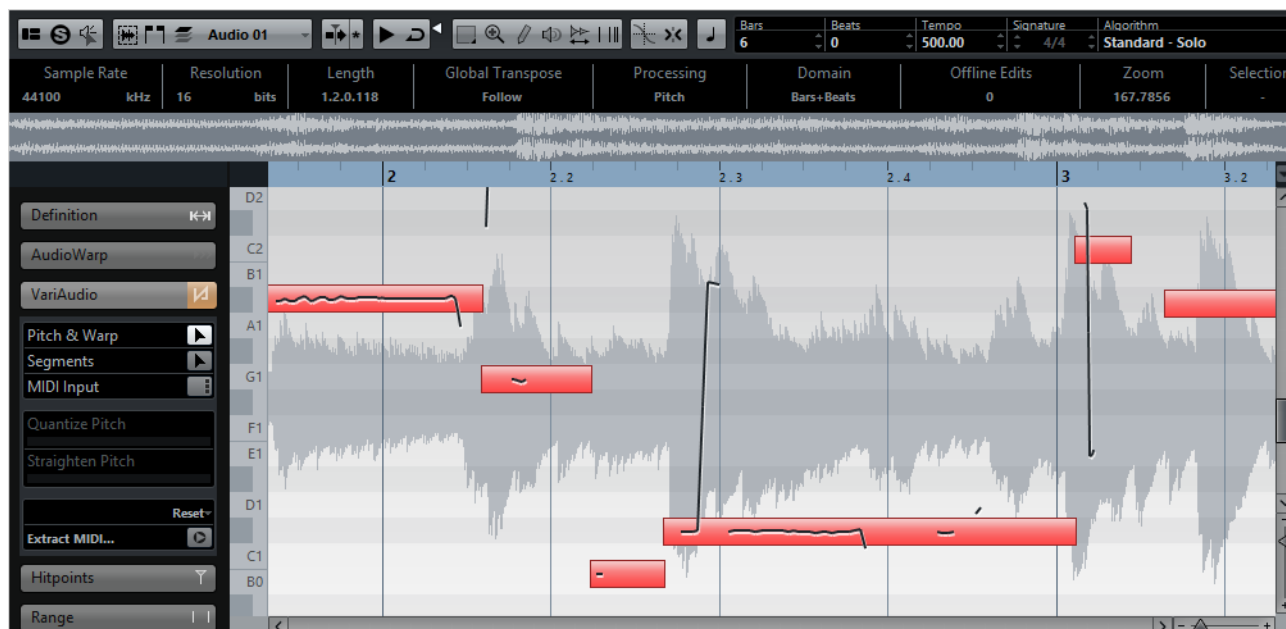 Audio 01
Bars Beats Tempo Signature Algorithm
6 0 500.00 4/4 Standard - Solo
Sample Rate Resolution Length Global Transpose Processing Domain Offline Edits Zoom Selection
44100 kHz 16 bits 1.2.0.118 Follow Pitch Bars+Beats 0 167.7856 -
2 2.2 2.3 2.4 3 3.2
D2
Definition
C2
AudioWarp
B1
VariAudio
A1
Pitch & Warp
Segments
G1
MIDI Input
Quantize Pitch
F1
E1
Straighten Pitch
D1
Reset
Extract MIDI...
C1
Hitpoints
B0
Range